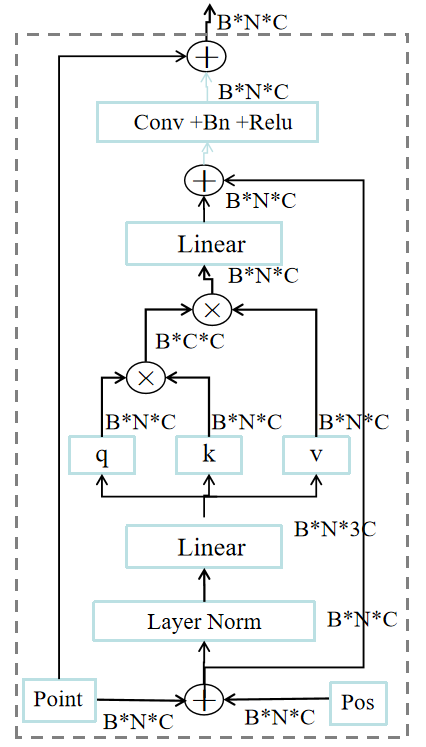 B*N*C
B*N*C
Conv +Bn +Relu
B*N*C
Linear
B*N*C
B*C*C
B*N*C B*N*C B*N*C
q k v
B*N*3C
Linear
Layer Norm
B*N*C
Point Pos
B*N*C B*N*C